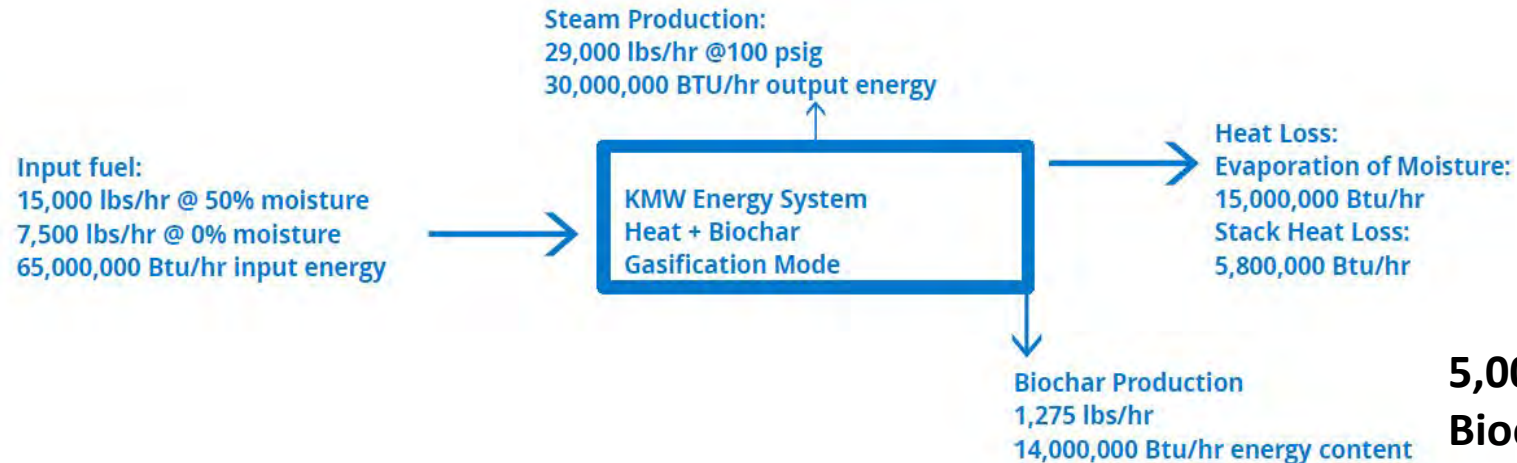 Steam Production:
29,000 lbs/hr @100 psig
30,000,000 BTU/hr output energy
Input fuel:
15,000 lbs/hr @ 50% moisture
7,500 lbs/hr @ 0% moisture
65,000,000 Btu/hr input energy
KMW Energy System
Heat + Biochar
Gasification Mode
Heat Loss:
Evaporation of Moisture:
15,000,000 Btu/hr
Stack Heat Loss:
5,800,000 Btu/hr
Biochar Production
1,275 lbs/hr
14,000,000 Btu/hr energy content